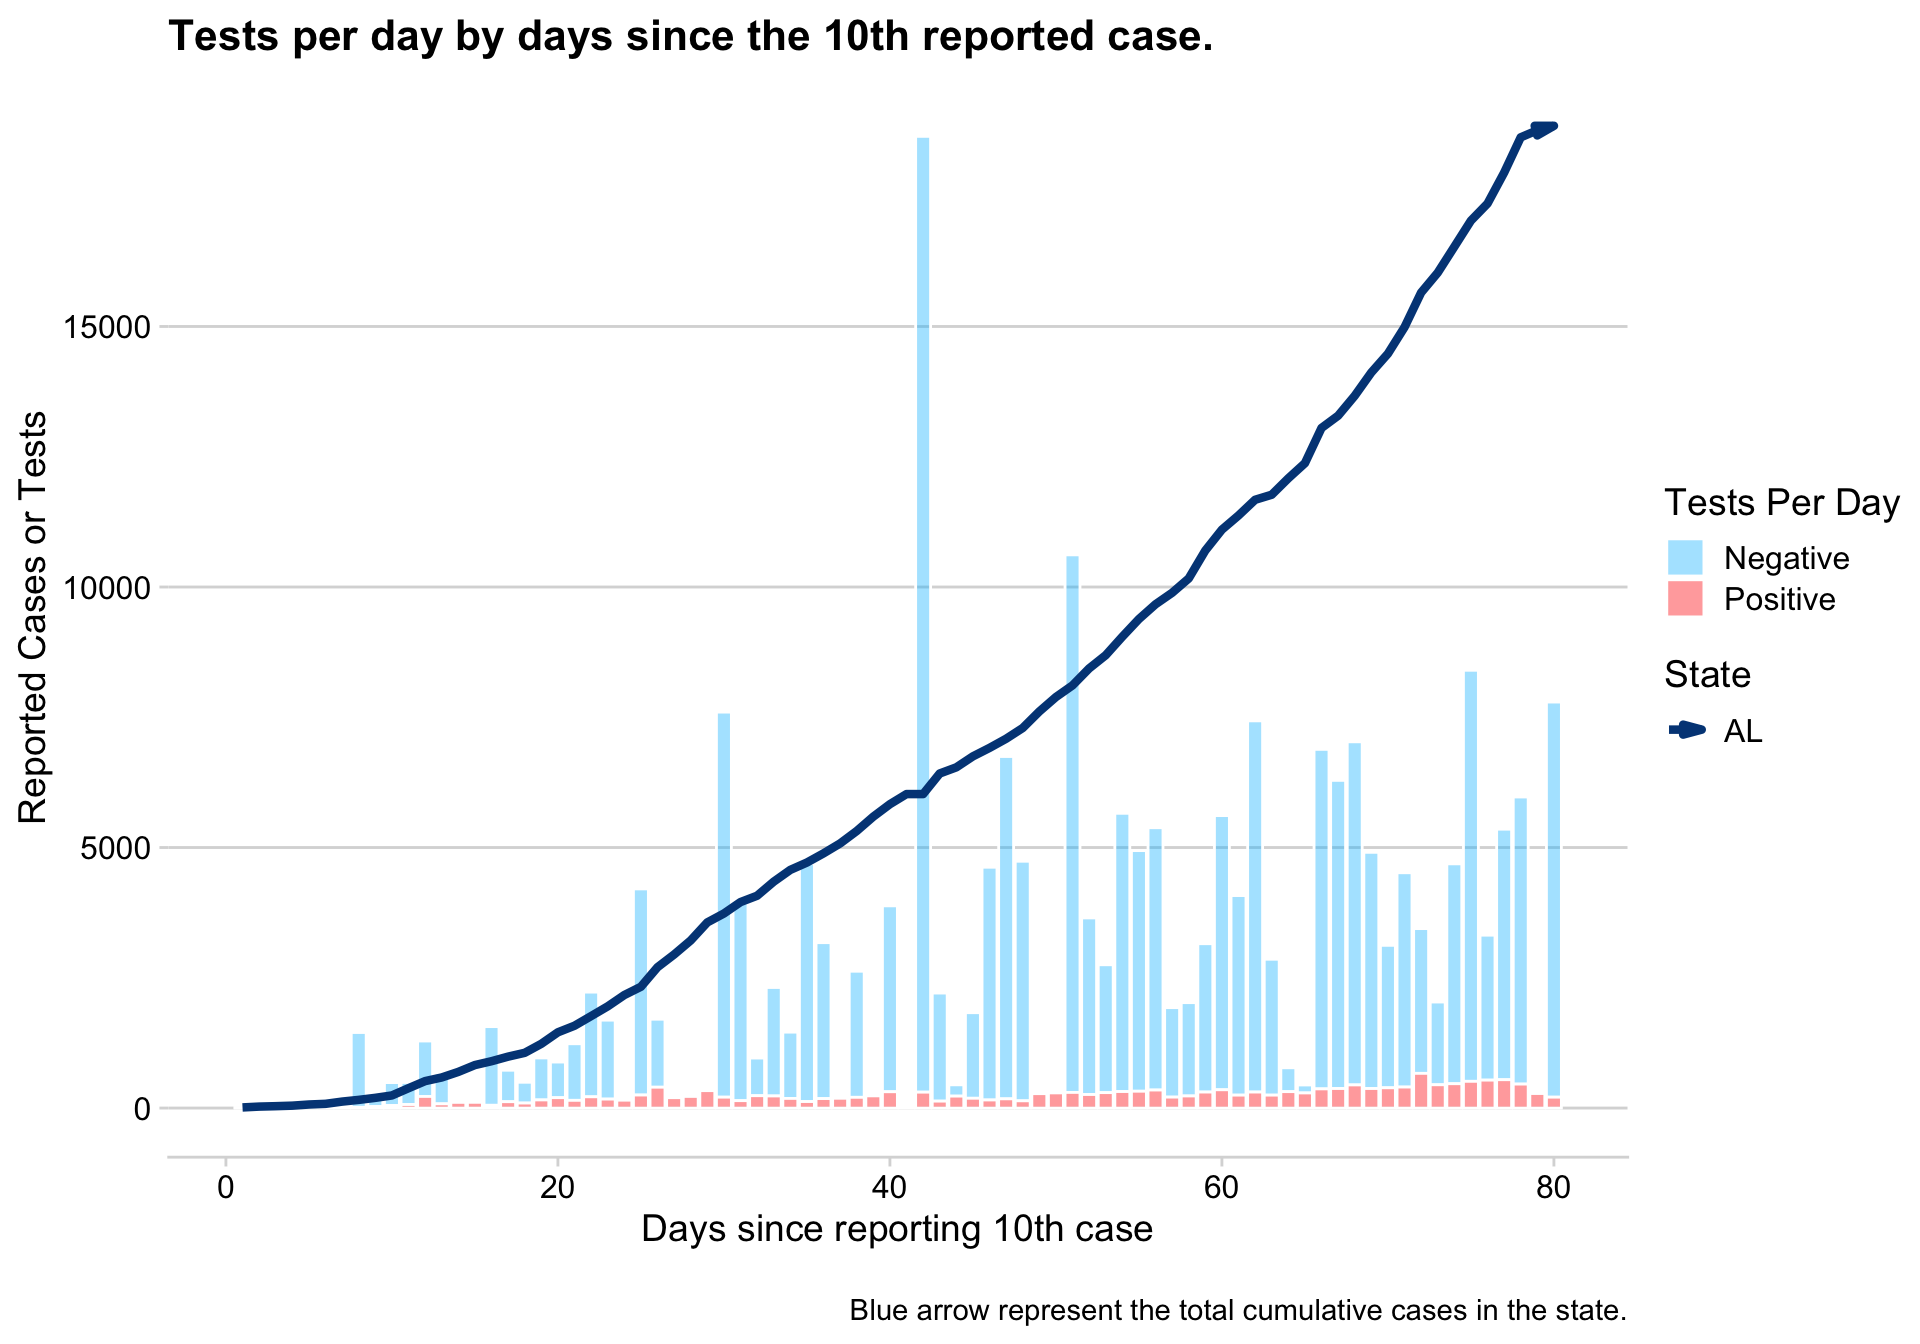 Tests per day by days since the 10th reported case.
Reported Cases or Tests
15000
10000
5000
0
0 20 40 60 80
Days since reporting 10th case
Tests Per Day
Negative
Positive
State
AL
Blue arrow represent the total cumulative cases in the state.